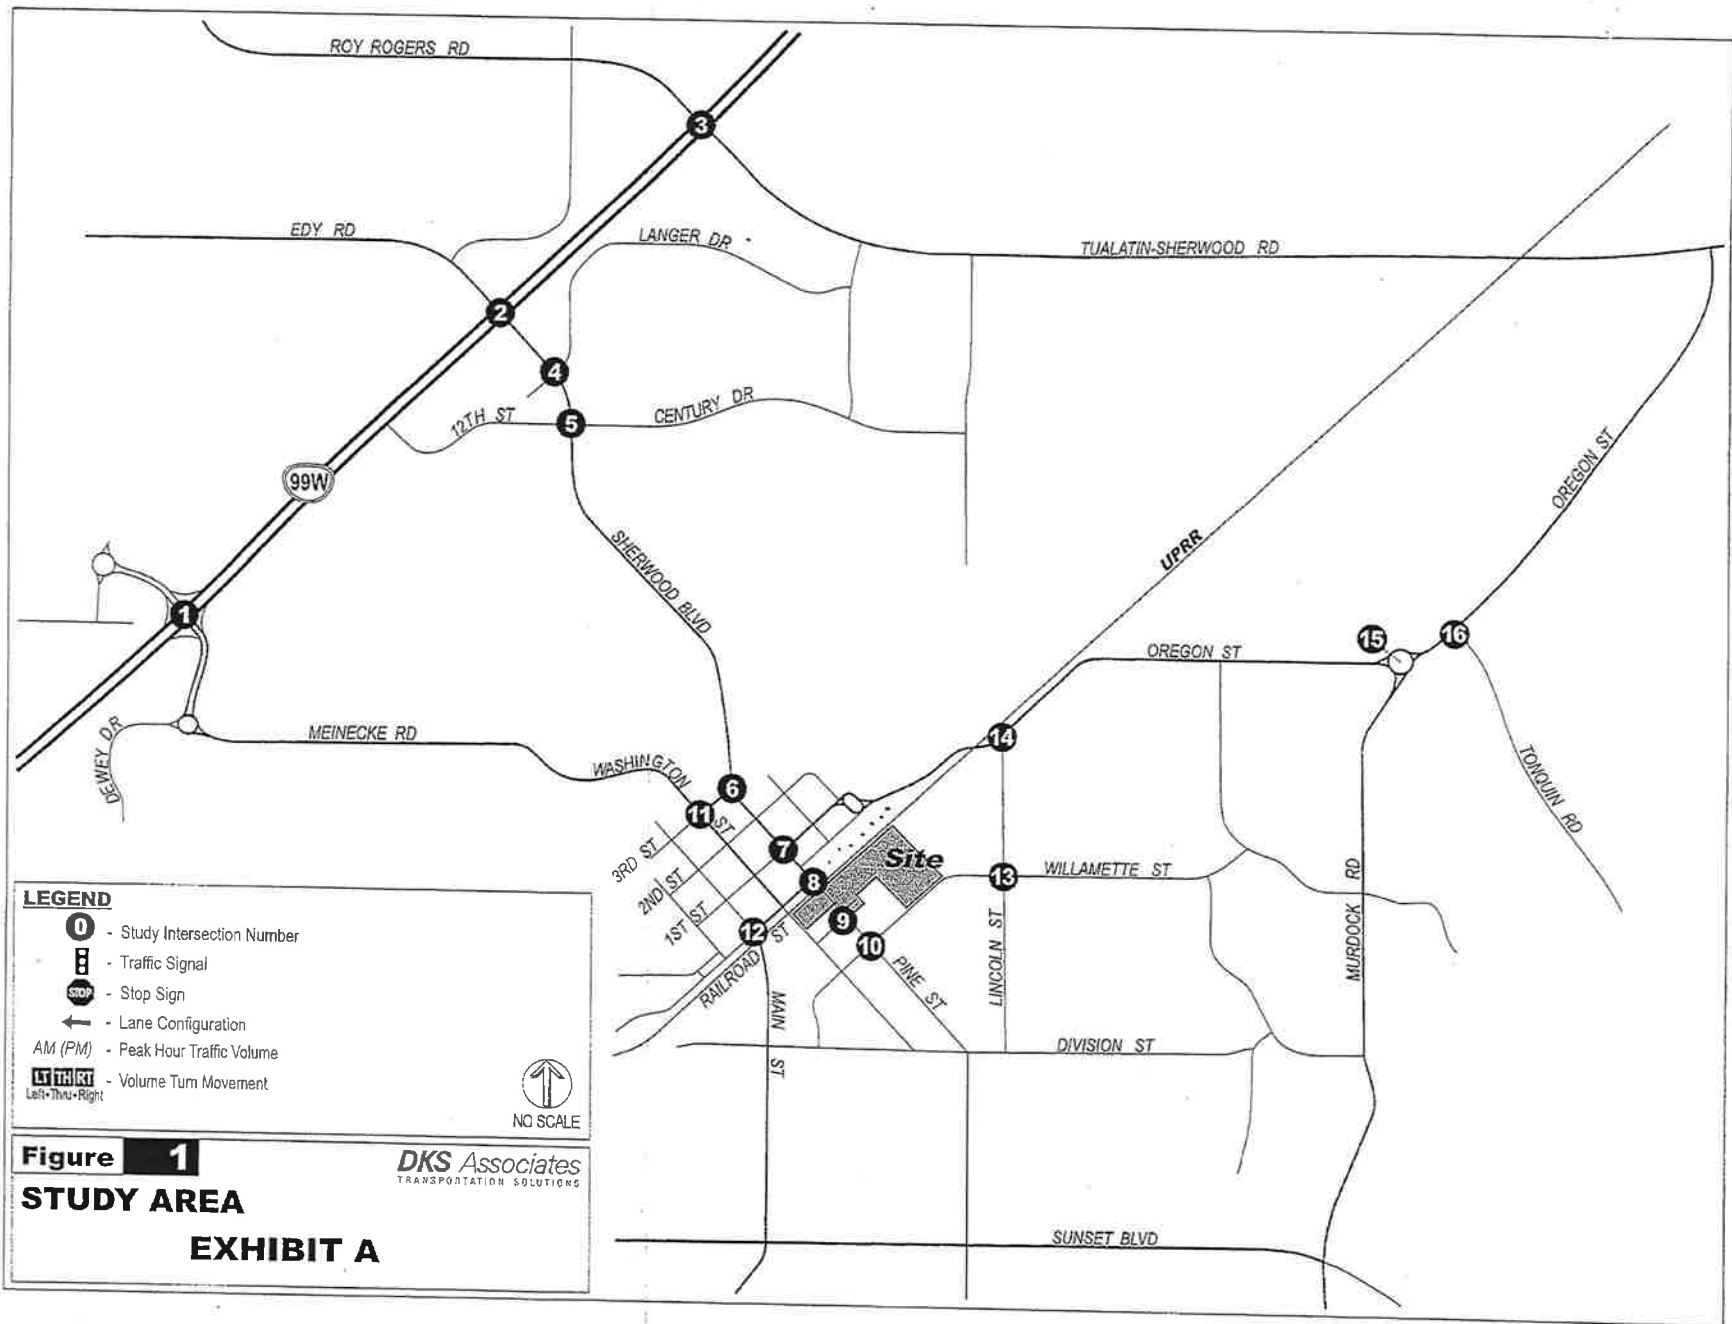 ROY ROGERS RD
3
EDY RD
LANGER DR
TUALATIN-SHERWOOD RD
2
4
12TH ST
5
CENTURY DR
99W
OREGON ST
SHERWOOD BLVD
UPRR
1
15
16
OREGON ST
DEWEY DR
MEINECKE RD
14
TONQUIN RD
WASHINGTON ST
6
11
7
3RD ST
Site
8
13
WILLAMETTE ST
2ND ST
9
1ST ST
12
10
RAILROAD ST
PINE ST
LINCOLN ST
MURDOCK RD
MAIN ST
DIVISION ST
SUNSET BLVD
LEGEND
0 - Study Intersection Number
- Traffic Signal
STOP - Stop Sign
- Lane Configuration
AM (PM) - Peak Hour Traffic Volume
LT TH RT - Volume Turn Movement
Left•Thru•Right
NO SCALE
Figure 1
DKS Associates
TRANSPORTATION SOLUTIONS
STUDY AREA
EXHIBIT A